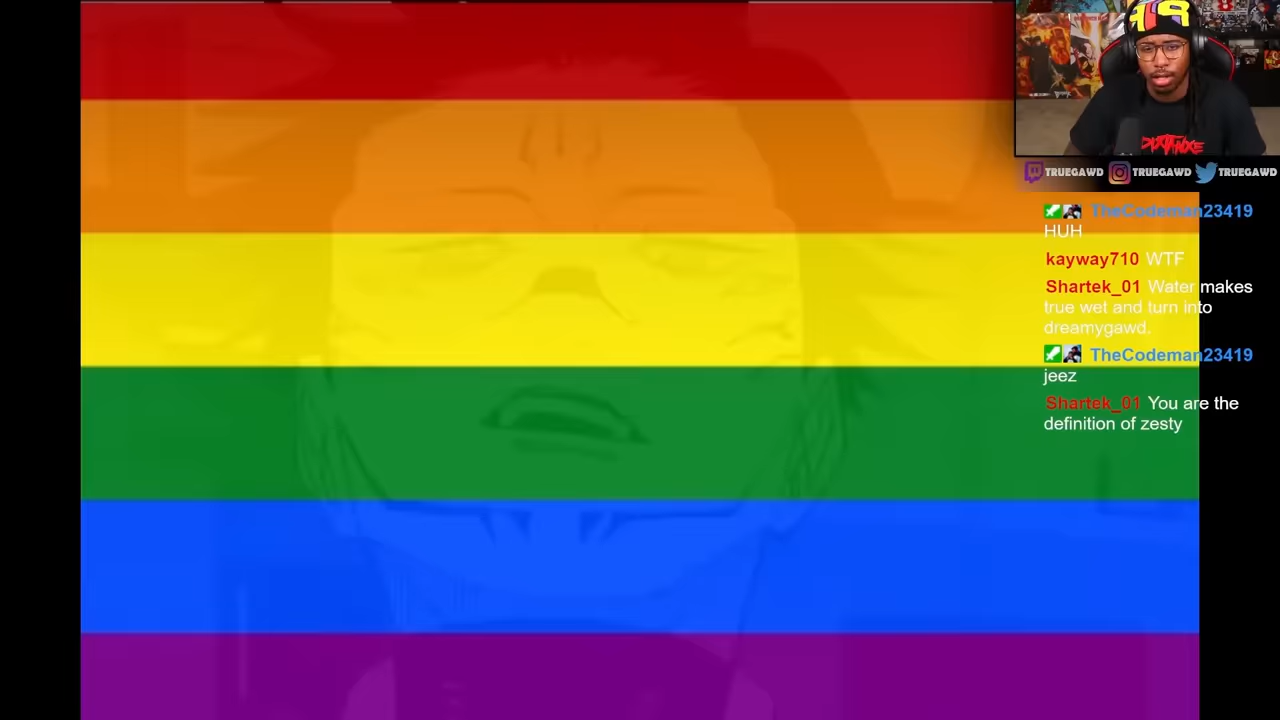 TRUEGAWD TRUEGAWD TRUEGAWD
TheCodeman23419
HUH
kayway710 WTF
Shartek_01 Water makes
true wet and turn into
dreamygawd.
TheCodeman23419
jeez
Shartek_01 You are the
definition of zesty